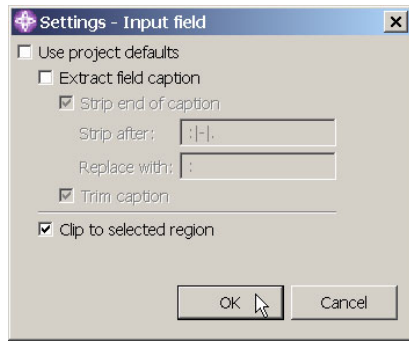 Settings - Input field
Use project defaults
Extract field caption
Strip end of caption
Strip after: :|-|.
Replace with: :
Trim caption
Clip to selected region
OK Cancel